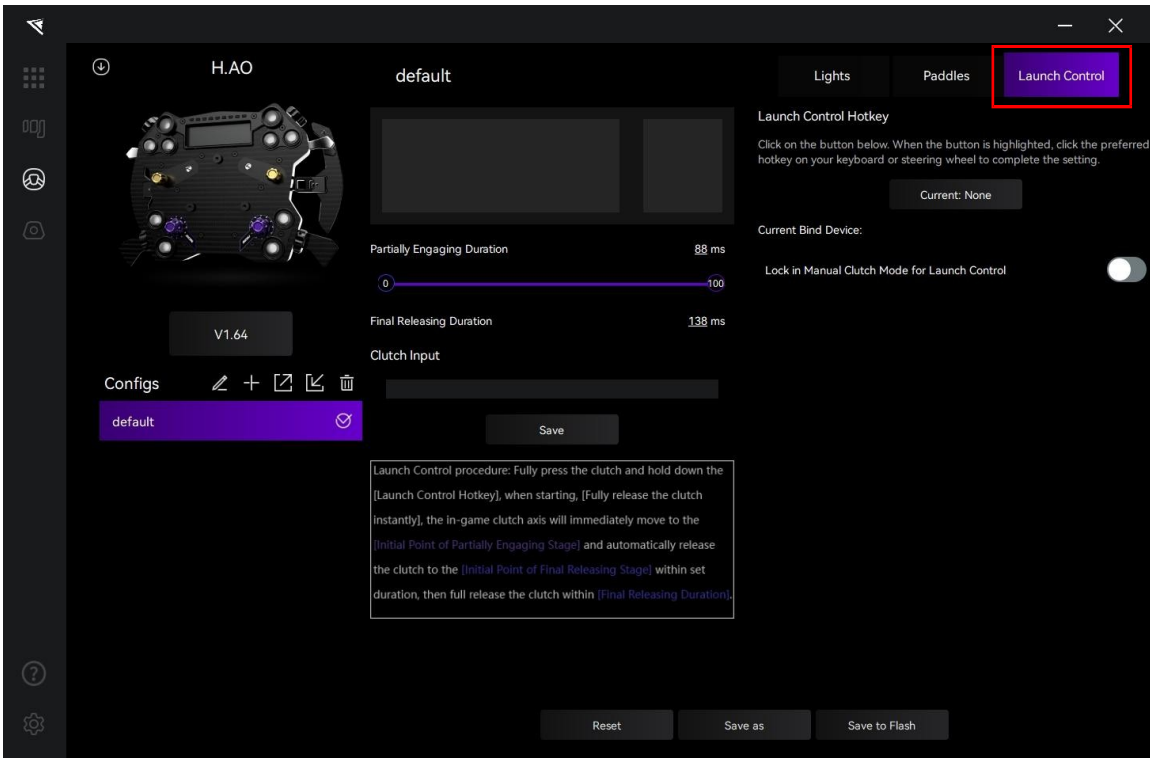 H.AO
default
Lights
Paddles
Launch Control
Launch Control Hotkey
Click on the button below. When the button is highlighted, click the preferred
hotkey on your keyboard or steering wheel to complete the setting.
Current: None
Current Bind Device:
Lock in Manual Clutch Mode for Launch Control
Partially Engaging Duration
88 ms
0
100
Final Releasing Duration
138 ms
Clutch Input
Save
V1.64
Configs
default
Launch Control procedure: Fully press the clutch and hold down the
[Launch Control Hotkey], when starting, [Fully release the clutch
instantly], the in-game clutch axis will immediately move to the
[Initial Point of Partially Engaging Stage] and automatically release
the clutch to the [Initial Point of Final Releasing Stage] within set
duration, then full release the clutch within [Final Releasing Duration].
Reset
Save as
Save to Flash